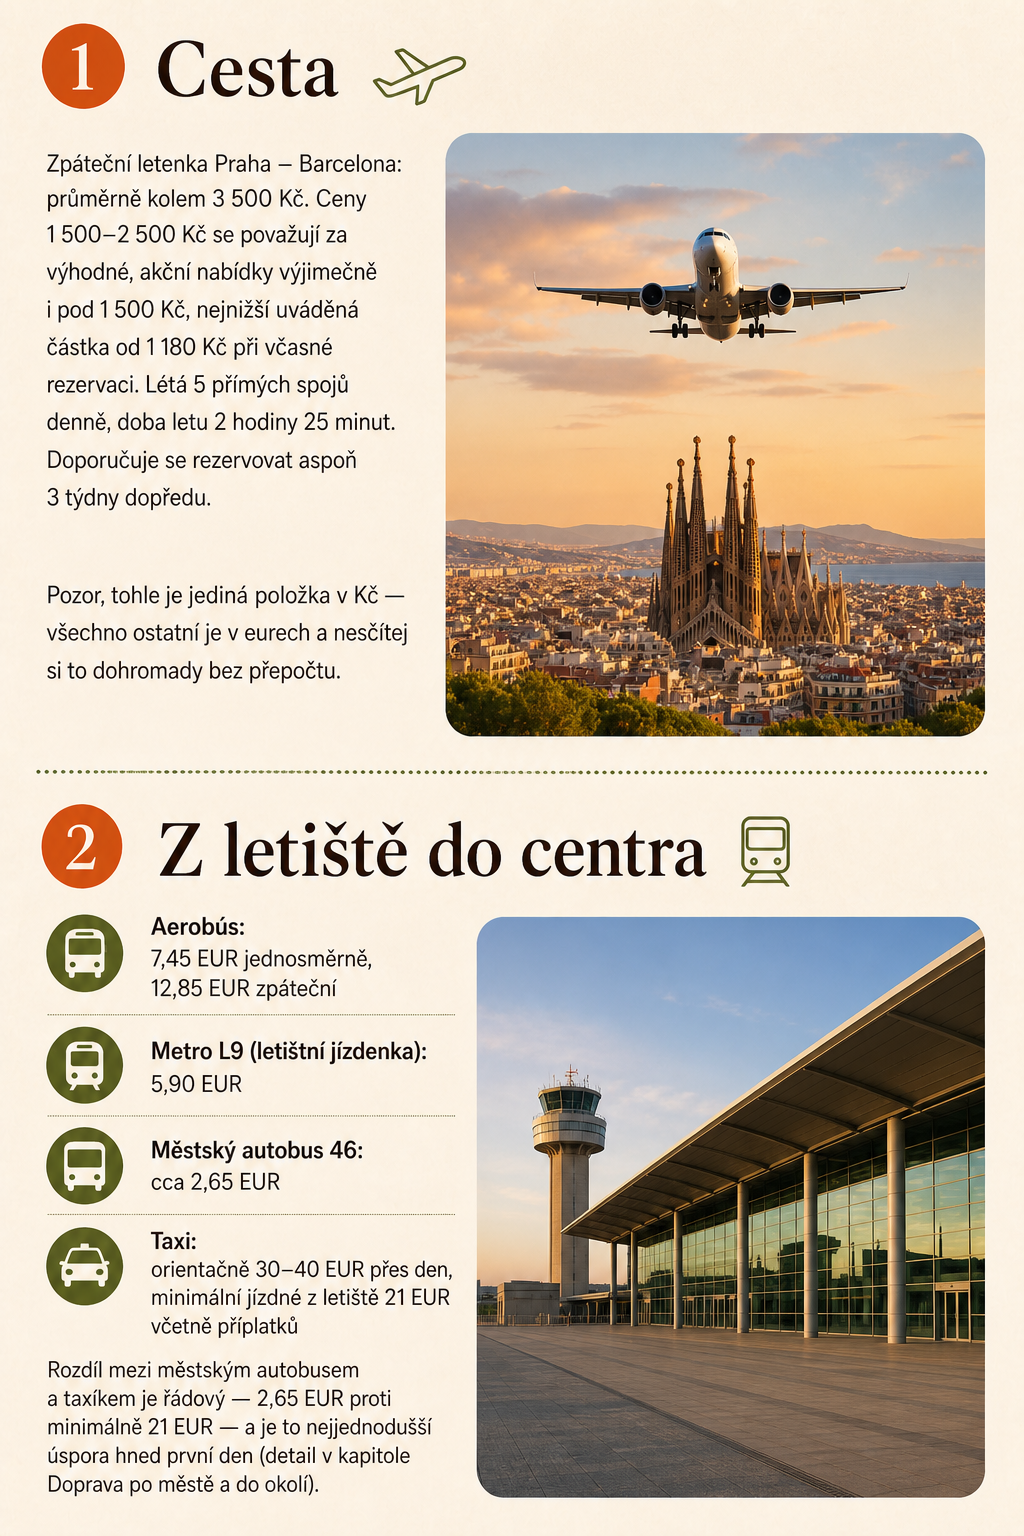 1 Cesta
Zpáteční letenka Praha – Barcelona:
průměrně kolem 3 500 Kč. Ceny
1 500–2 500 Kč se považují za
výhodné, akční nabídky výjimečně
i pod 1 500 Kč, nejnižší uváděná
částka od 1 180 Kč při včasné
rezervaci. Létá 5 přímých spojů
denně, doba letu 2 hodiny 25 minut.
Doporučuje se rezervovat aspoň
3 týdny dopředu.
Pozor, tohle je jediná položka v Kč —
všechno ostatní je v eurech a nesčítej
si to dohromady bez přepočtu.
2 Z letiště do centra
Aerobús:
7,45 EUR jednosměrně,
12,85 EUR zpáteční
Metro L9 (letištní jízdenka):
5,90 EUR
Městský autobus 46:
cca 2,65 EUR
Taxi:
orientačně 30–40 EUR přes den,
minimální jízdné z letiště 21 EUR
včetně příplatků
Rozdíl mezi městským autobusem
a taxíkem je řádový — 2,65 EUR proti
minimálně 21 EUR — a je to nejjednodušší
úspora hned první den (detail v kapitole
Doprava po městě a do okolí).